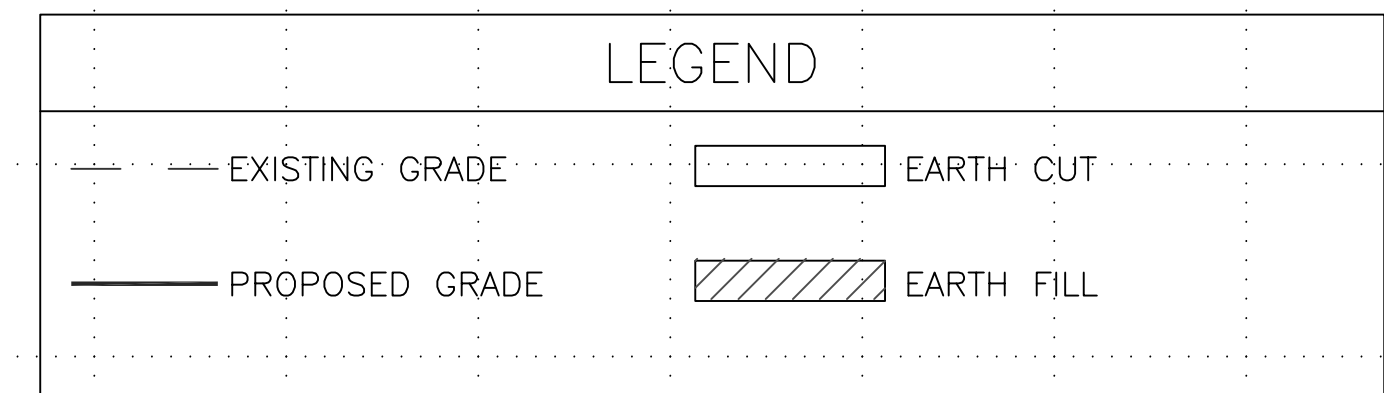 LEGEND
EXISTING GRADE
EARTH CUT
PROPOSED GRADE
EARTH FILL